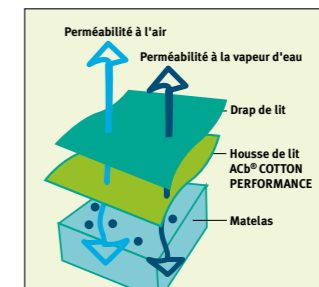 Perméabilité à l'air
Perméabilité à la vapeur d'eau
Drap de lit
Housse de lit
ACb® COTTON
PERFORMANCE
Matelas